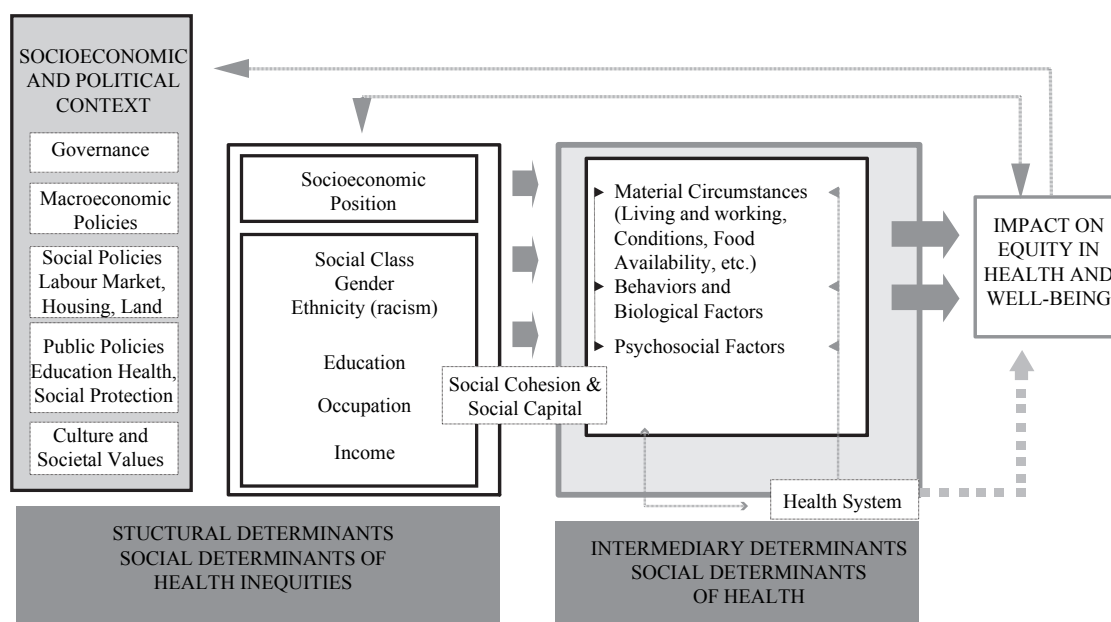 SOCIOECONOMIC
AND POLITICAL
CONTEXT
Governance
Macroeconomic
Policies
Social Policies
Labour Market,
Housing, Land
Public Policies
Education Health,
Social Protection
Culture and
Societal Values
Socioeconomic
Position
Social Class
Gender
Ethnicity (racism)
Education
Occupation
Income
Social Cohesion &
Social Capital
Material Circumstances
(Living and working,
Conditions, Food
Availability, etc.)
Behaviors and
Biological Factors
Psychosocial Factors
Health System
IMPACT ON
EQUITY IN
HEALTH AND
WELL-BEING
STUCTURAL DETERMINANTS
SOCIAL DETERMINANTS OF
HEALTH INEQUITIES
INTERMEDIARY DETERMINANTS
SOCIAL DETERMINANTS
OF HEALTH